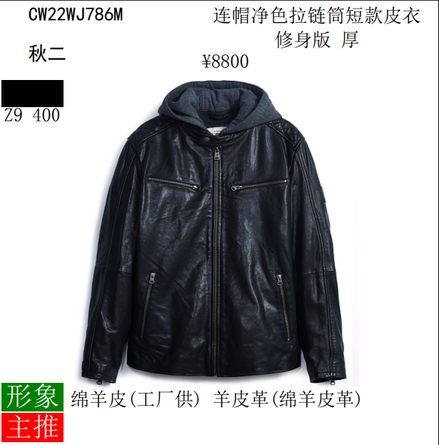 CW22WJ786M
连帽净色拉链筒短款皮衣
修身版 厚
秋二
¥8800
Z9 400
形象
主推
绵羊皮(工厂供) 羊皮革(绵羊皮革)